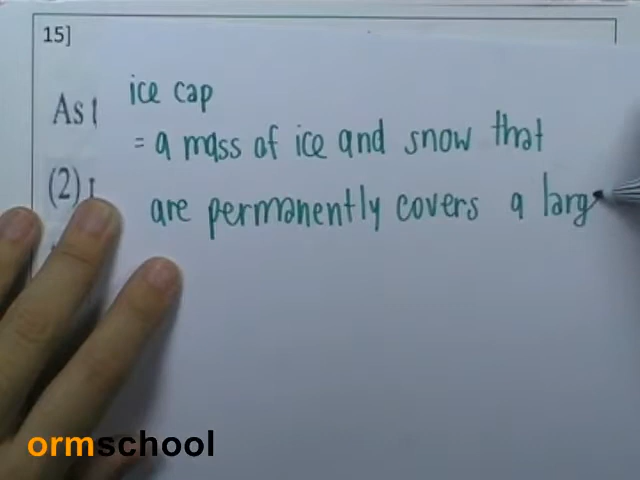 15]
ice cap
As t
= a mass of ice and snow that
(2) t
are permanently covers a larg
ormschool